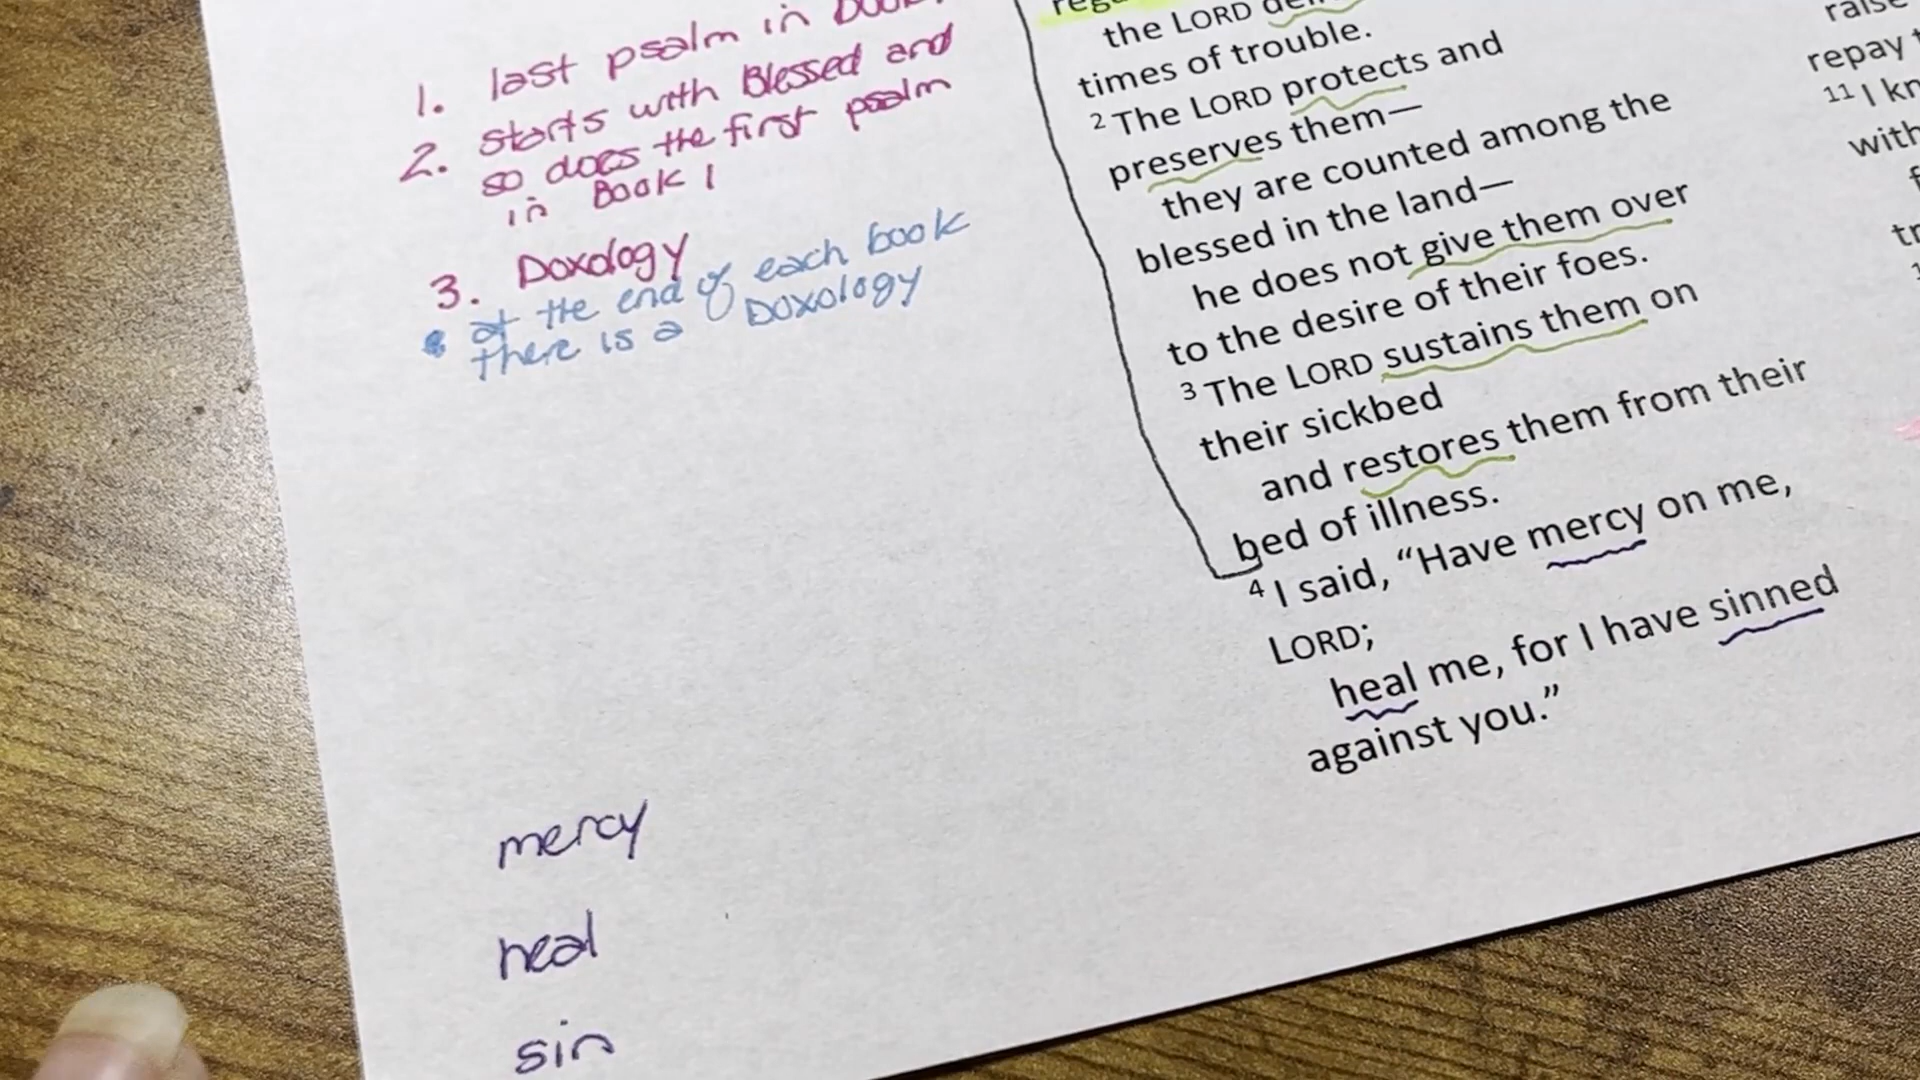 1. last psalm in
2. starts with Blessed and
so does the first psalm
in Book 1
3. Doxology
at the end of each book
there is a Doxology
mercy
heal
sin
the LORD
times of trouble.
2 The LORD protects and
preserves them—
they are counted among the
blessed in the land—
he does not give them over
to the desire of their foes.
3 The LORD sustains them on
their sickbed
and restores them from their
bed of illness.
4 I said, “Have mercy on me,
LORD;
heal me, for I have sinned
against you.”
raise
repay
11 I
with